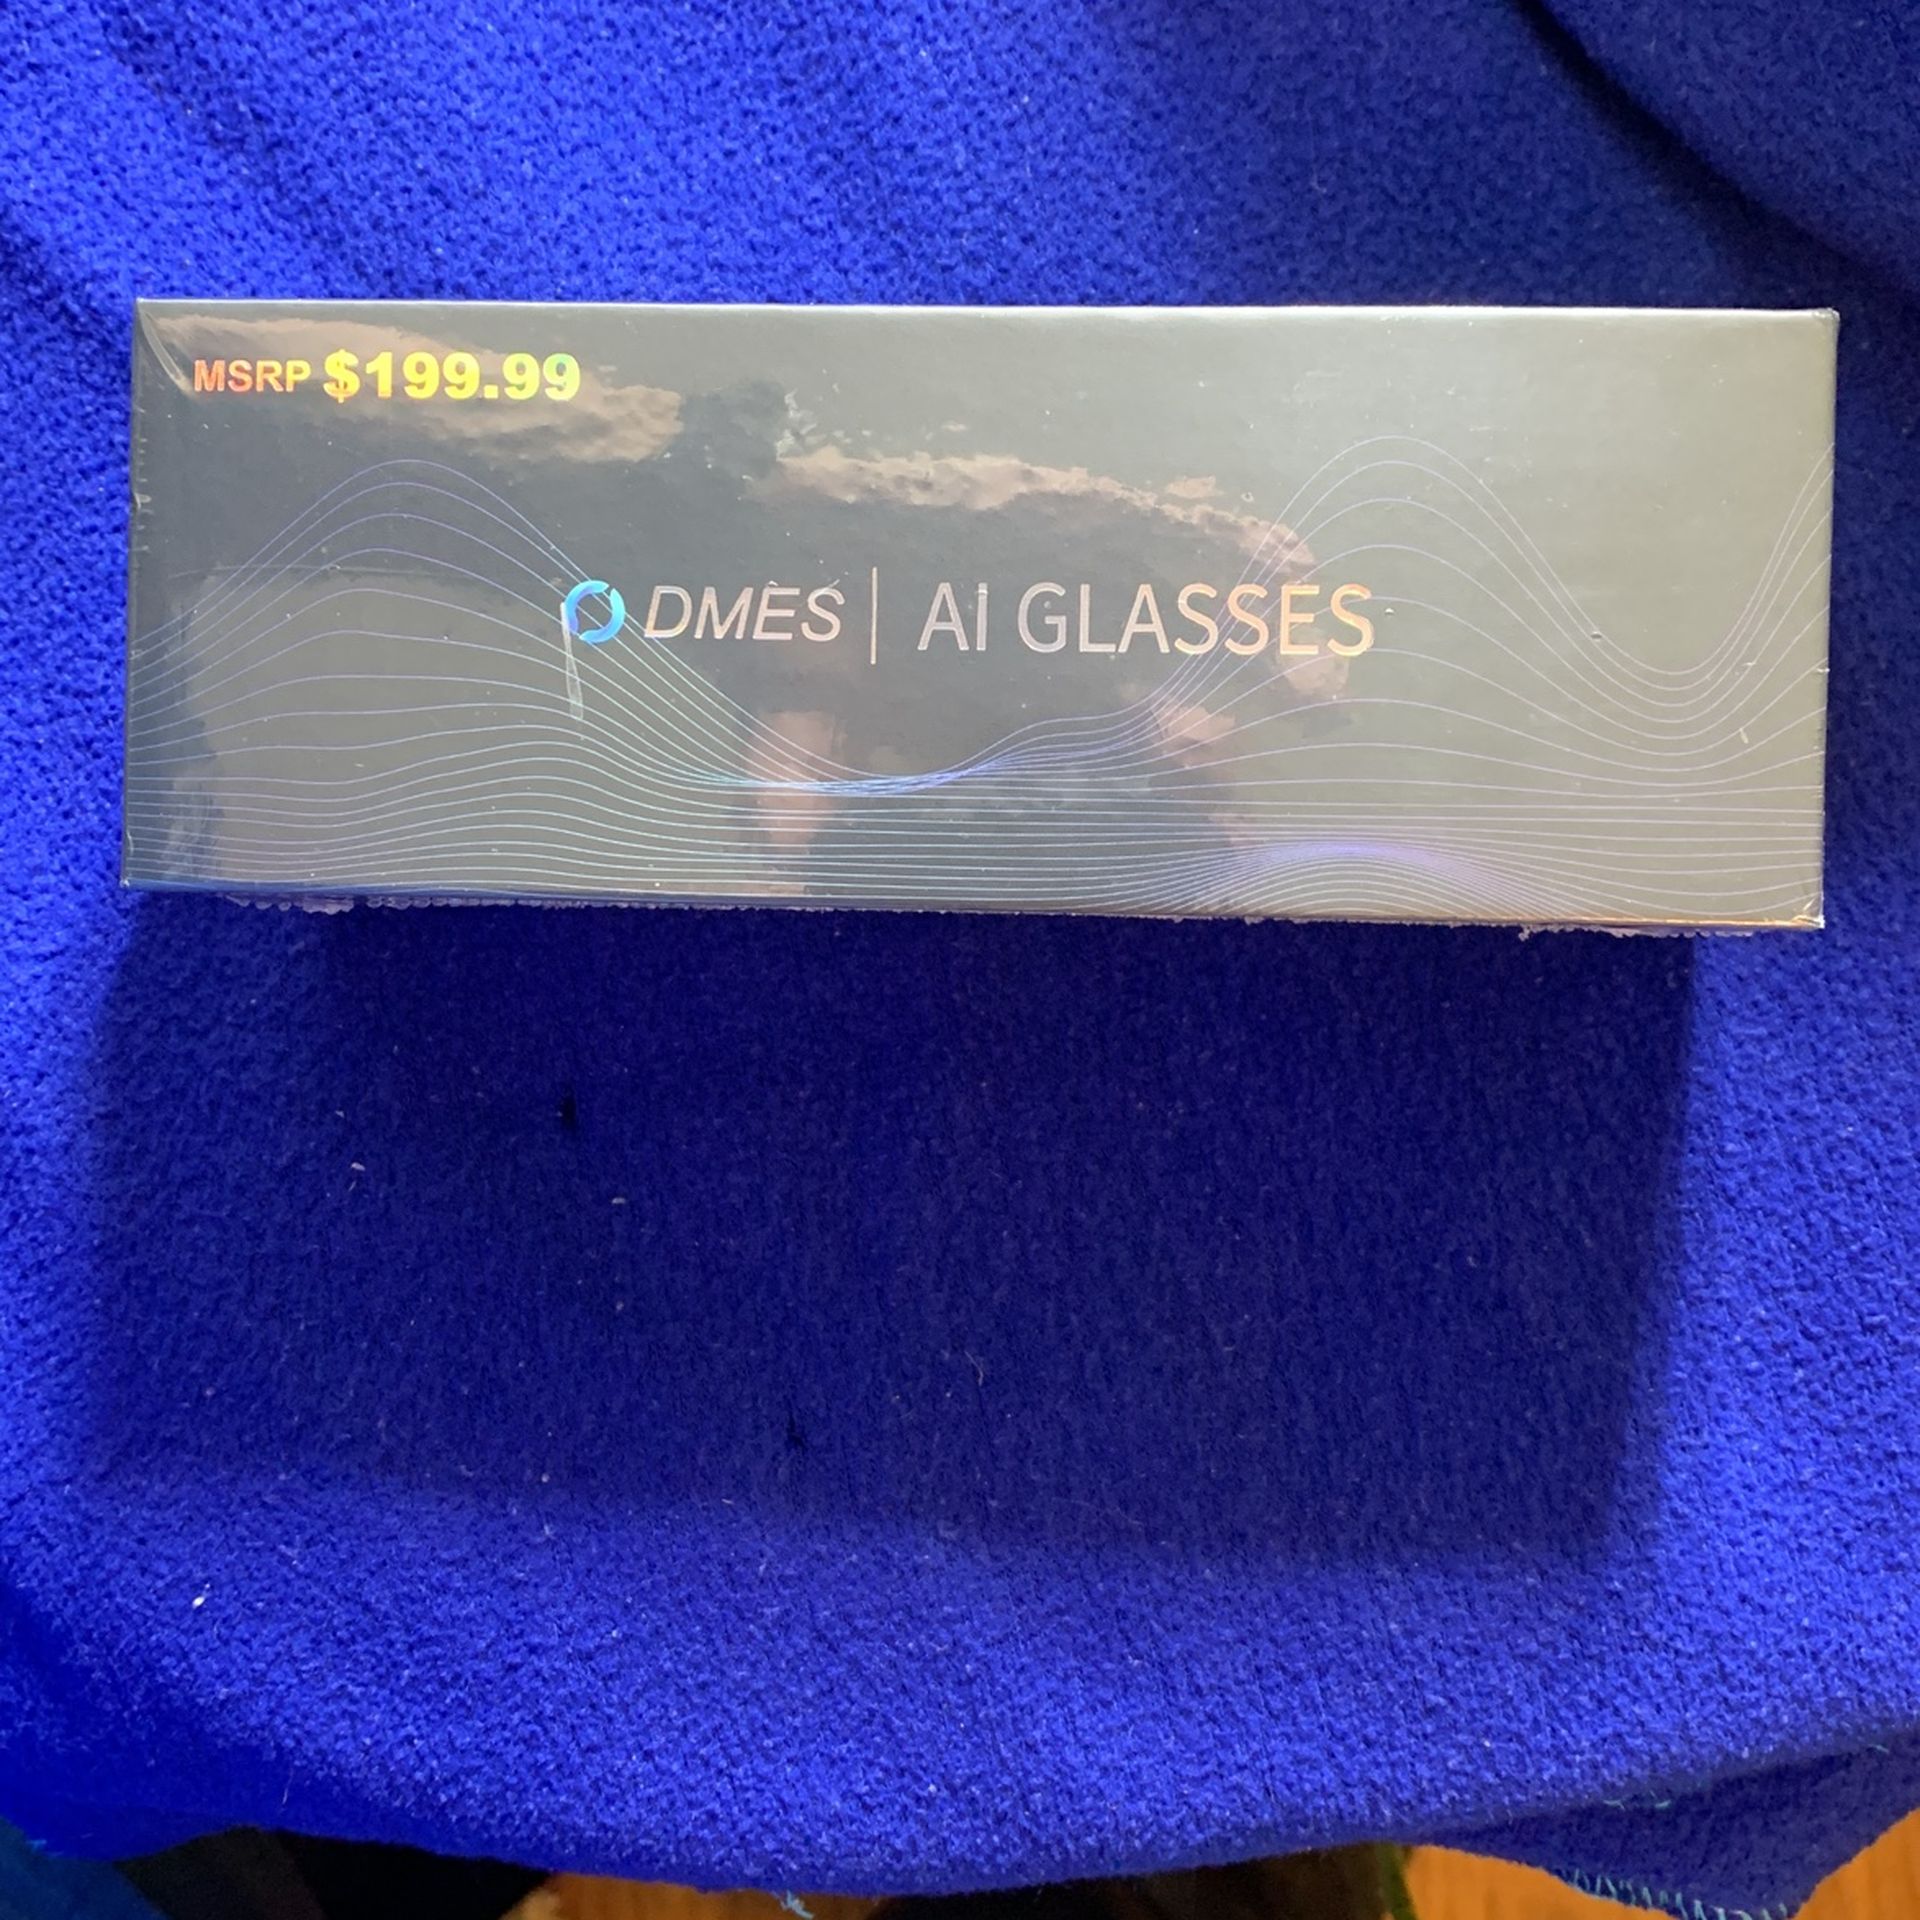 MSRP $199.99
DMES | AI GLASSES